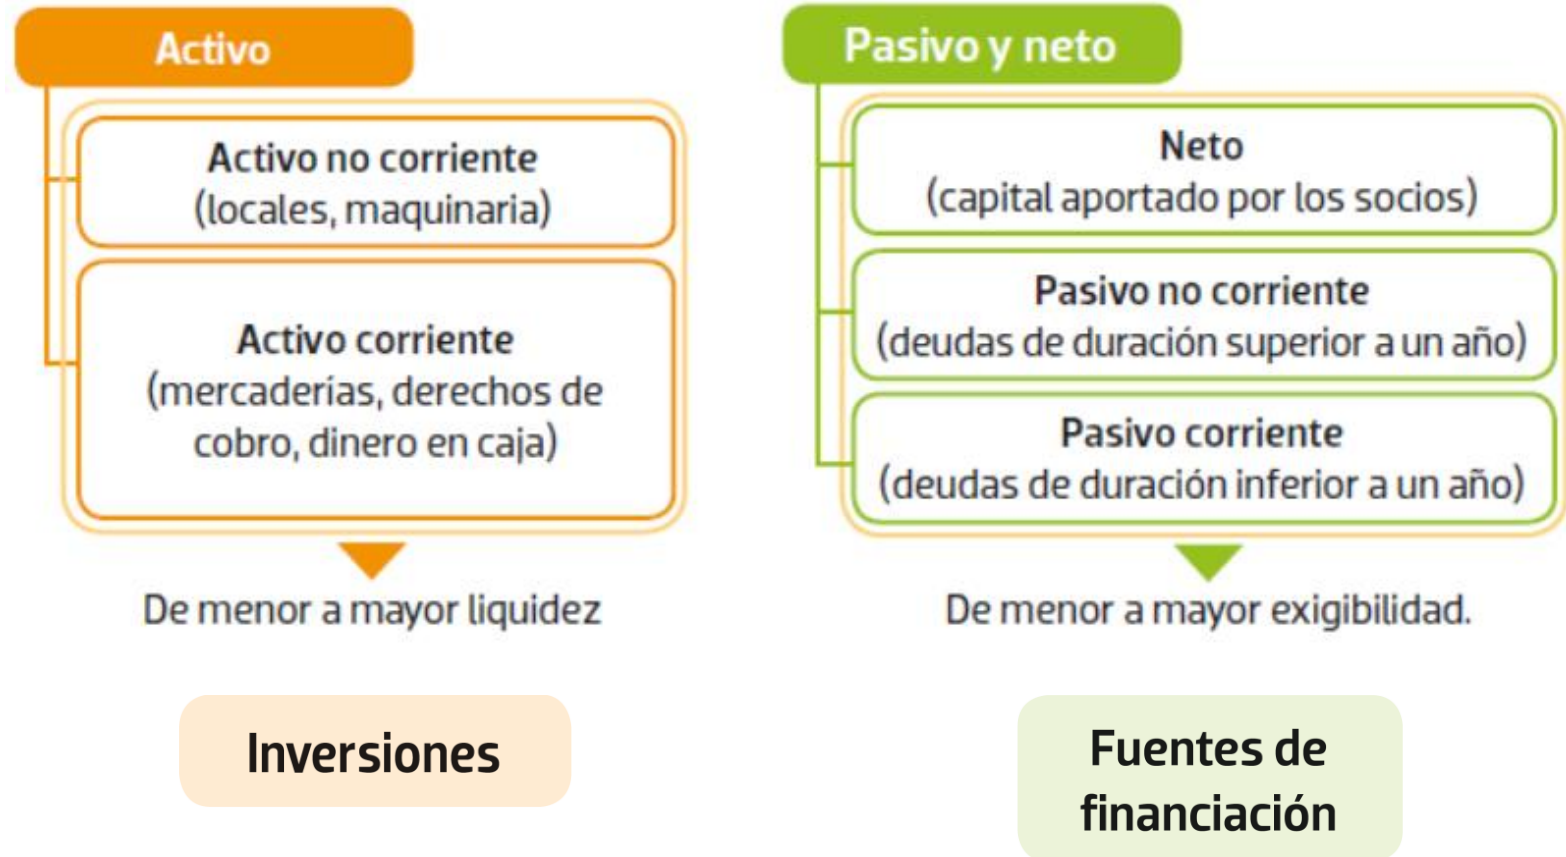 Activo
Activo no corriente
(locales, maquinaria)
Activo corriente
(mercaderías, derechos de
cobro, dinero en caja)
De menor a mayor liquidez
Inversiones
Pasivo y neto
Neto
(capital aportado por los socios)
Pasivo no corriente
(deudas de duración superior a un año)
Pasivo corriente
(deudas de duración inferior a un año)
De menor a mayor exigibilidad.
Fuentes de
financiación